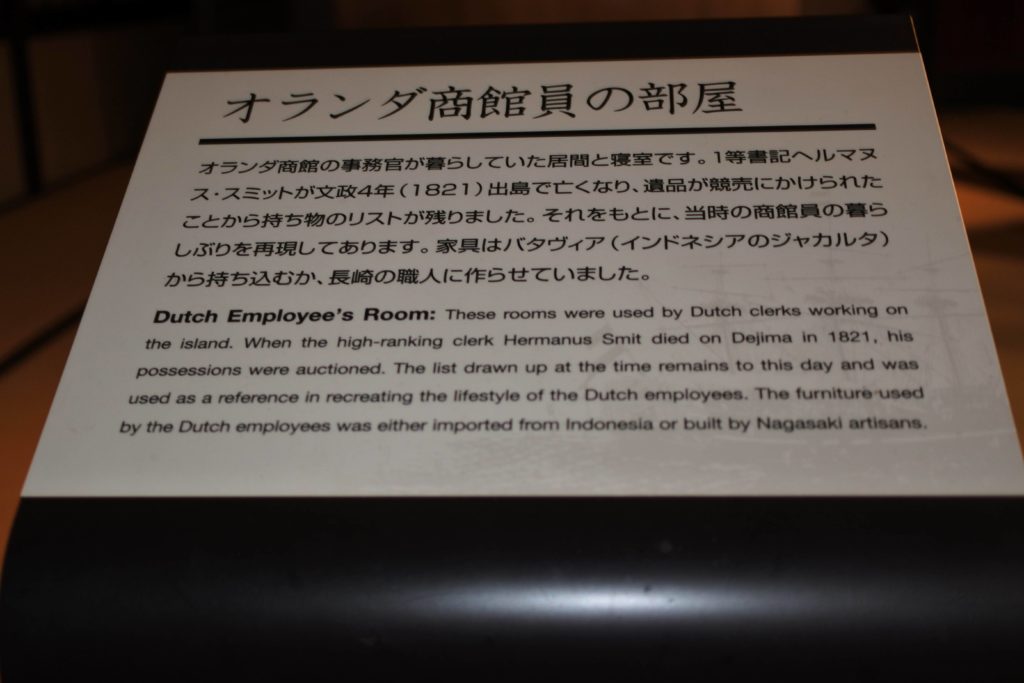 オランダ商館員の部屋
オランダ商館の事務官が暮らしていた居間と寝室です。1等書記ヘルマヌ
ス・スミットが文政4年(1821)出島で亡くなり、遺品が競売にかけられた
ことから持ち物のリストが残りました。それをもとに、当時の商館員の暮ら
しぶりを再現してあります。家具はバタヴィア(インドネシアのジャカルタ)
から持ち込むか、長崎の職人に作らせていました。
Dutch Employee's Room: These rooms were used by Dutch clerks working on
the island. When the high-ranking clerk Hermanus Smit died on Dejima in 1821, his
possessions were auctioned. The list drawn up at the time remains to this day and was
used as a reference in recreating the lifestyle of the Dutch employees. The furniture used
by the Dutch employees was either imported from Indonesia or built by Nagasaki artisans.